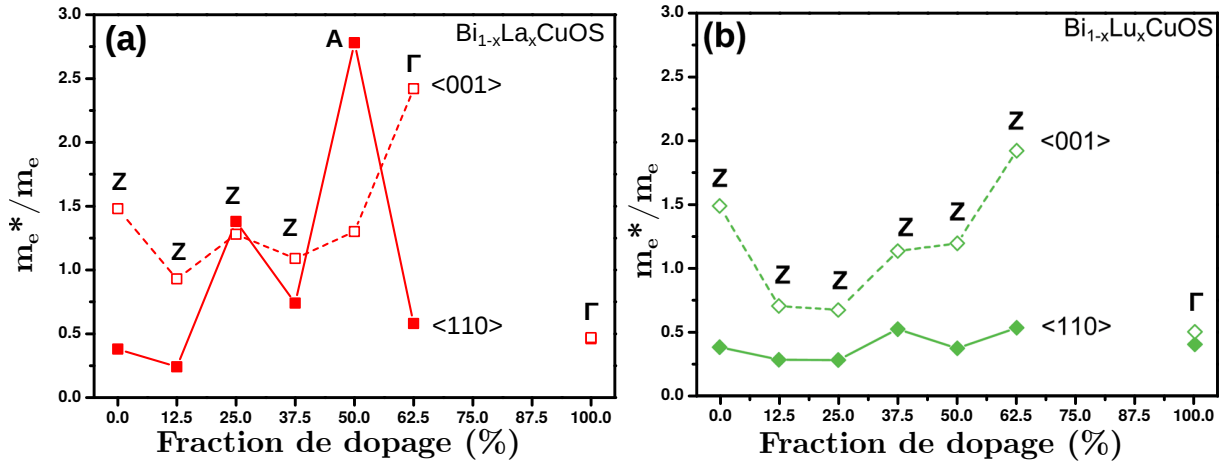 (a)
Bi1-xLaxCuOS
3.0
2.5
2.0
1.5
1.0
0.5
0.0
me*/me
Z
Z
Z
Z
A
Γ
<001>
<110>
0.0
12.5
25.0
37.5
50.0
62.5
75.0
87.5
100.0
Fraction de dopage (%)
(b)
Bi1-xLuxCuOS
3.0
2.5
2.0
1.5
1.0
0.5
0.0
me*/me
Z
Z
Z
Z
Z
Z
Γ
<001>
<110>
0.0
12.5
25.0
37.5
50.0
62.5
75.0
87.5
100.0
Fraction de dopage (%)